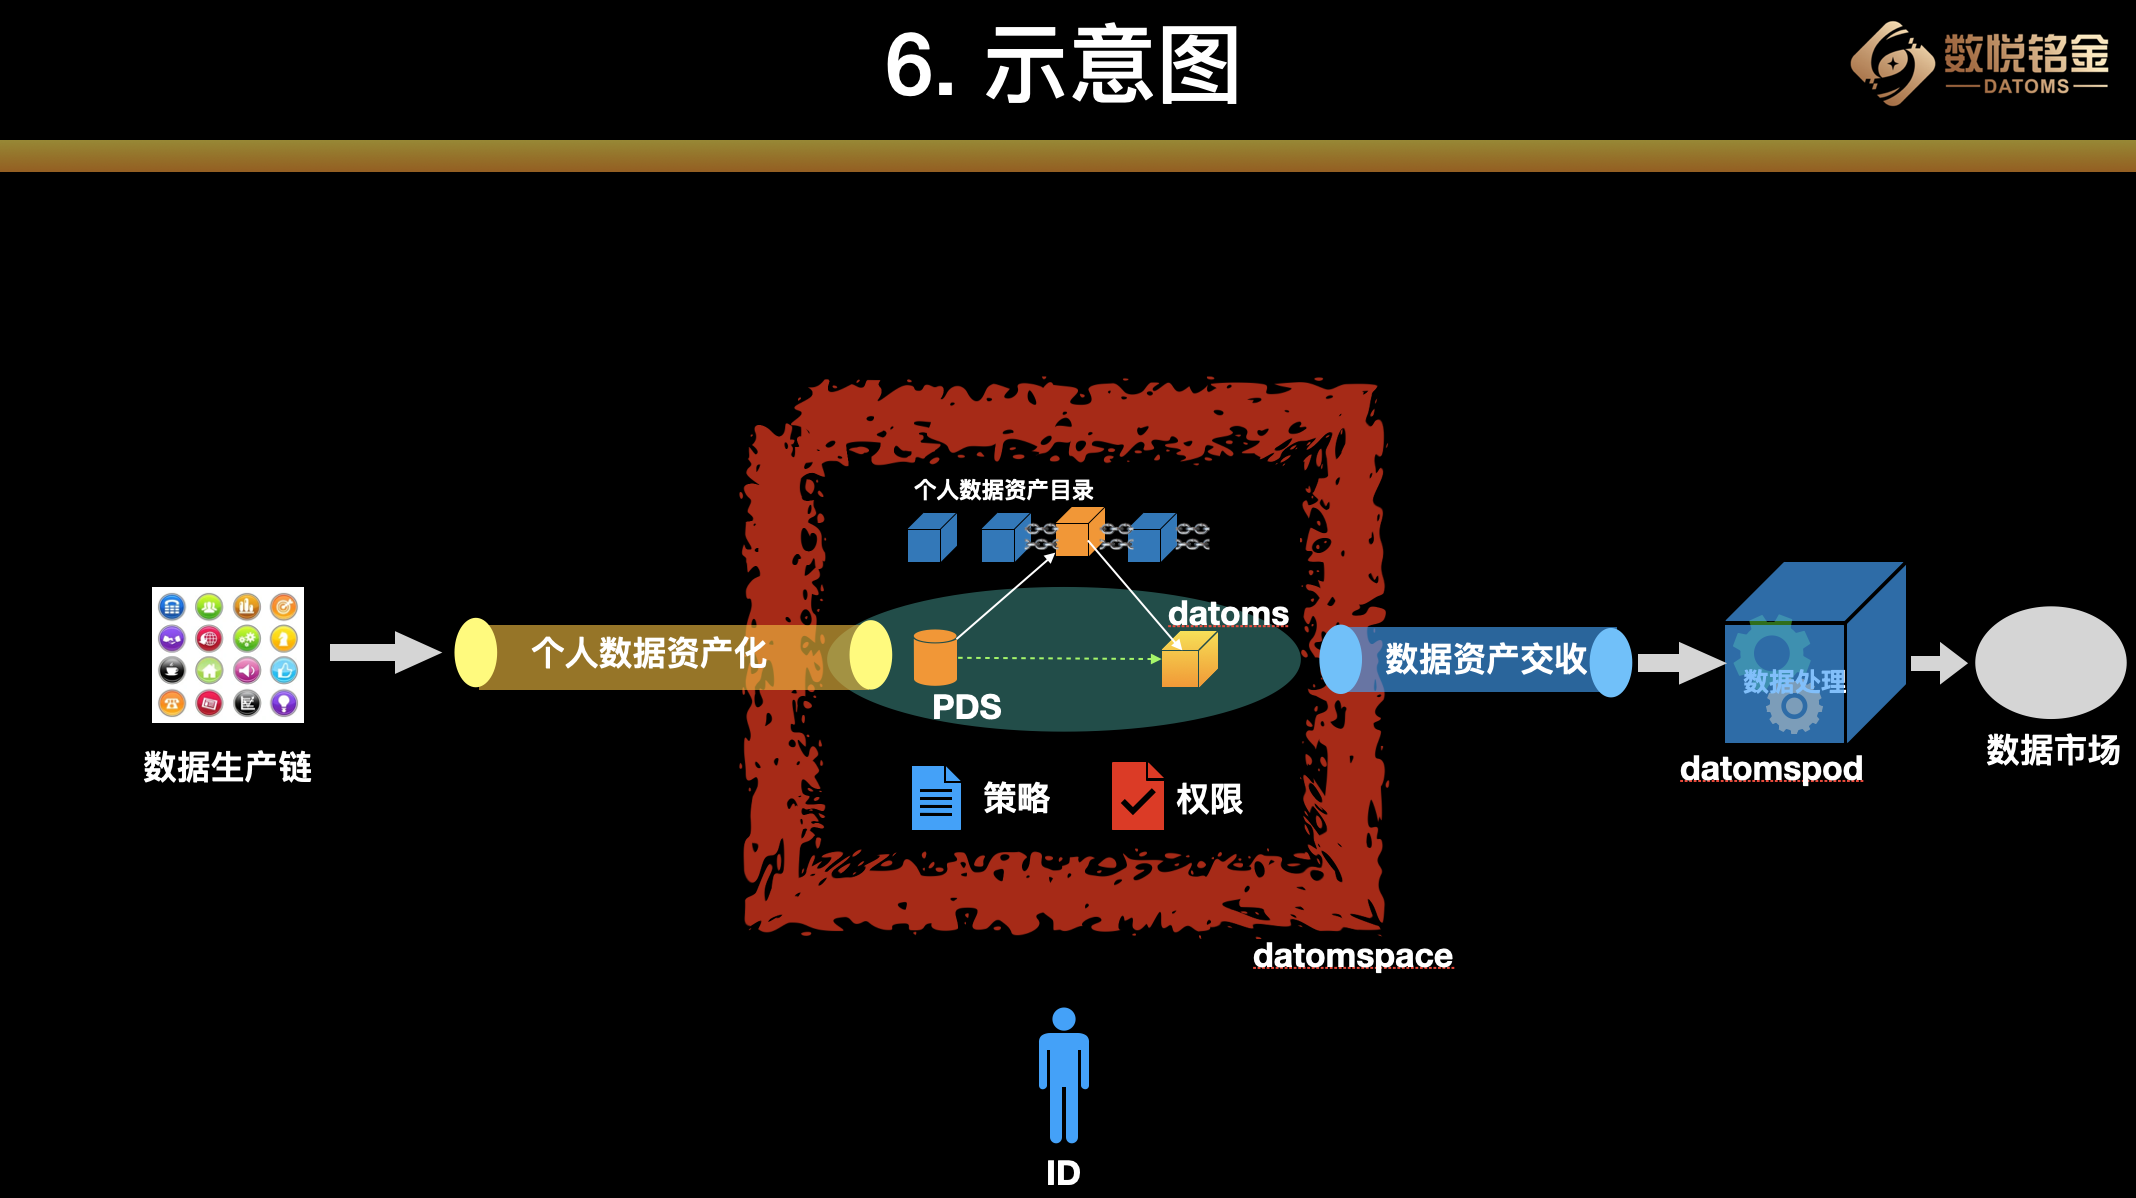 6. 示意图
数悦铭金
DATOMS
个人数据资产目录
datoms
个人数据资产化
数据资产交收
数据处理
PDS
数据生产链
datomspod
数据市场
策略
权限
datomspace
ID